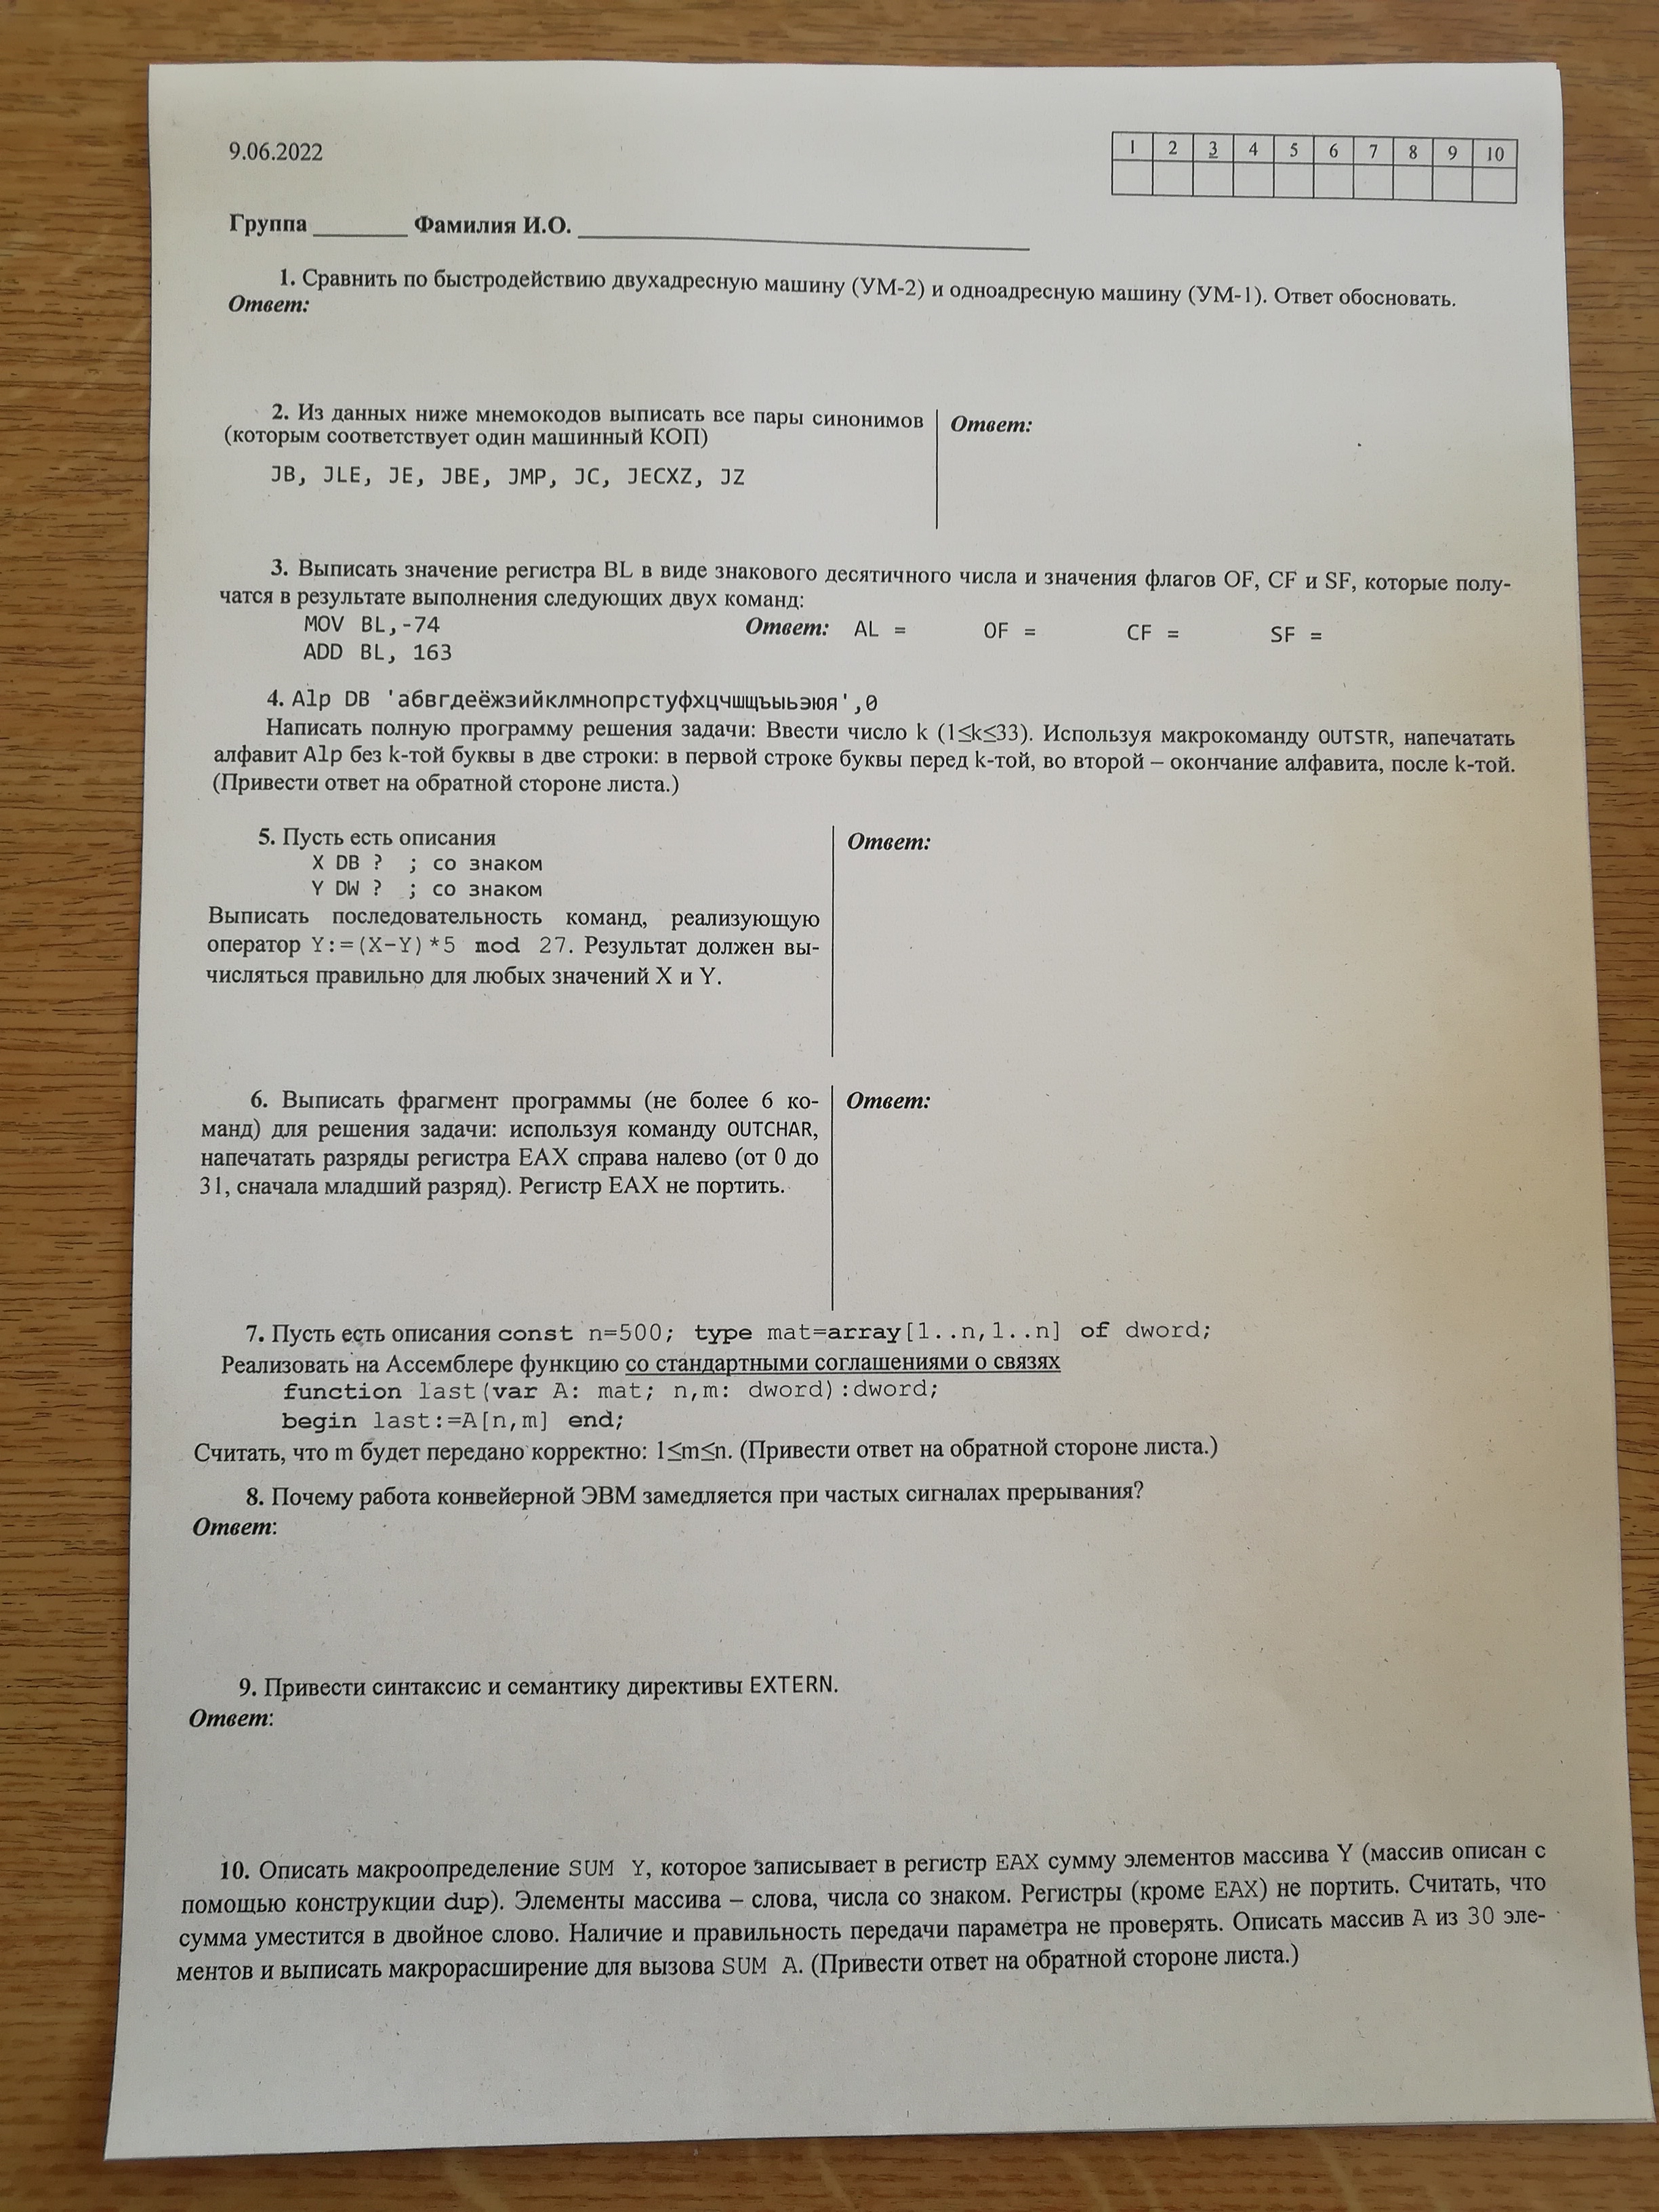 9.06.2022
1 2 3 4 5 6 7 8 9 10
Группа ________ Фамилия И.О. ________________________________________
1. Сравнить по быстродействию двухадресную машину (УМ-2) и одноадресную машину (УМ-1). Ответ обосновать.
Ответ:
2. Из данных ниже мнемокодов выписать все пары синонимов
(которым соответствует один машинный КОП)
JB, JLE, JE, JBE, JMP, JC, JECXZ, JZ
Ответ:
3. Выписать значение регистра BL в виде знакового десятичного числа и значения флагов OF, CF и SF, которые полу-
чатся в результате выполнения следующих двух команд:
MOV BL,-74 Ответ: AL = OF = CF = SF =
ADD BL, 163
4. Alp DB 'абвгдеёжзийклмнопрстуфхцчшщъыьэюя',0
Написать полную программу решения задачи: Ввести число k (1≤k≤33). Используя макрокоманду OUTSTR, напечатать
алфавит Alp без k-той буквы в две строки: в первой строке буквы перед k-той, во второй – окончание алфавита, после k-той.
(Привести ответ на обратной стороне листа.)
5. Пусть есть описания
X DB ? ; со знаком
Y DW ? ; со знаком
Выписать последовательность команд, реализующую
оператор Y:=(X-Y)*5 mod 27. Результат должен вы-
числяться правильно для любых значений X и Y.
Ответ:
6. Выписать фрагмент программы (не более 6 ко-
манд) для решения задачи: используя команду OUTCHAR,
напечатать разряды регистра EAX справа налево (от 0 до
31, сначала младший разряд). Регистр EAX не портить.
Ответ:
7. Пусть есть описания const n=500; type mat=array[1..n,1..n] of dword;
Реализовать на Ассемблере функцию со стандартными соглашениями о связях
function last(var A: mat; n,m: dword):dword;
begin last:=A[n,m] end;
Считать, что m будет передано корректно: 1≤m≤n. (Привести ответ на обратной стороне листа.)
8. Почему работа конвейерной ЭВМ замедляется при частых сигналах прерывания?
Ответ:
9. Привести синтаксис и семантику директивы EXTERN.
Ответ:
10. Описать макроопределение SUM Y, которое записывает в регистр EAX сумму элементов массива Y (массив описан с
помощью конструкции dup). Элементы массива – слова, числа со знаком. Регистры (кроме EAX) не портить. Считать, что
сумма уместится в двойное слово. Наличие и правильность передачи параметра не проверять. Описать массив A из 30 эле-
ментов и выписать макрорасширение для вызова SUM A. (Привести ответ на обратной стороне листа.)